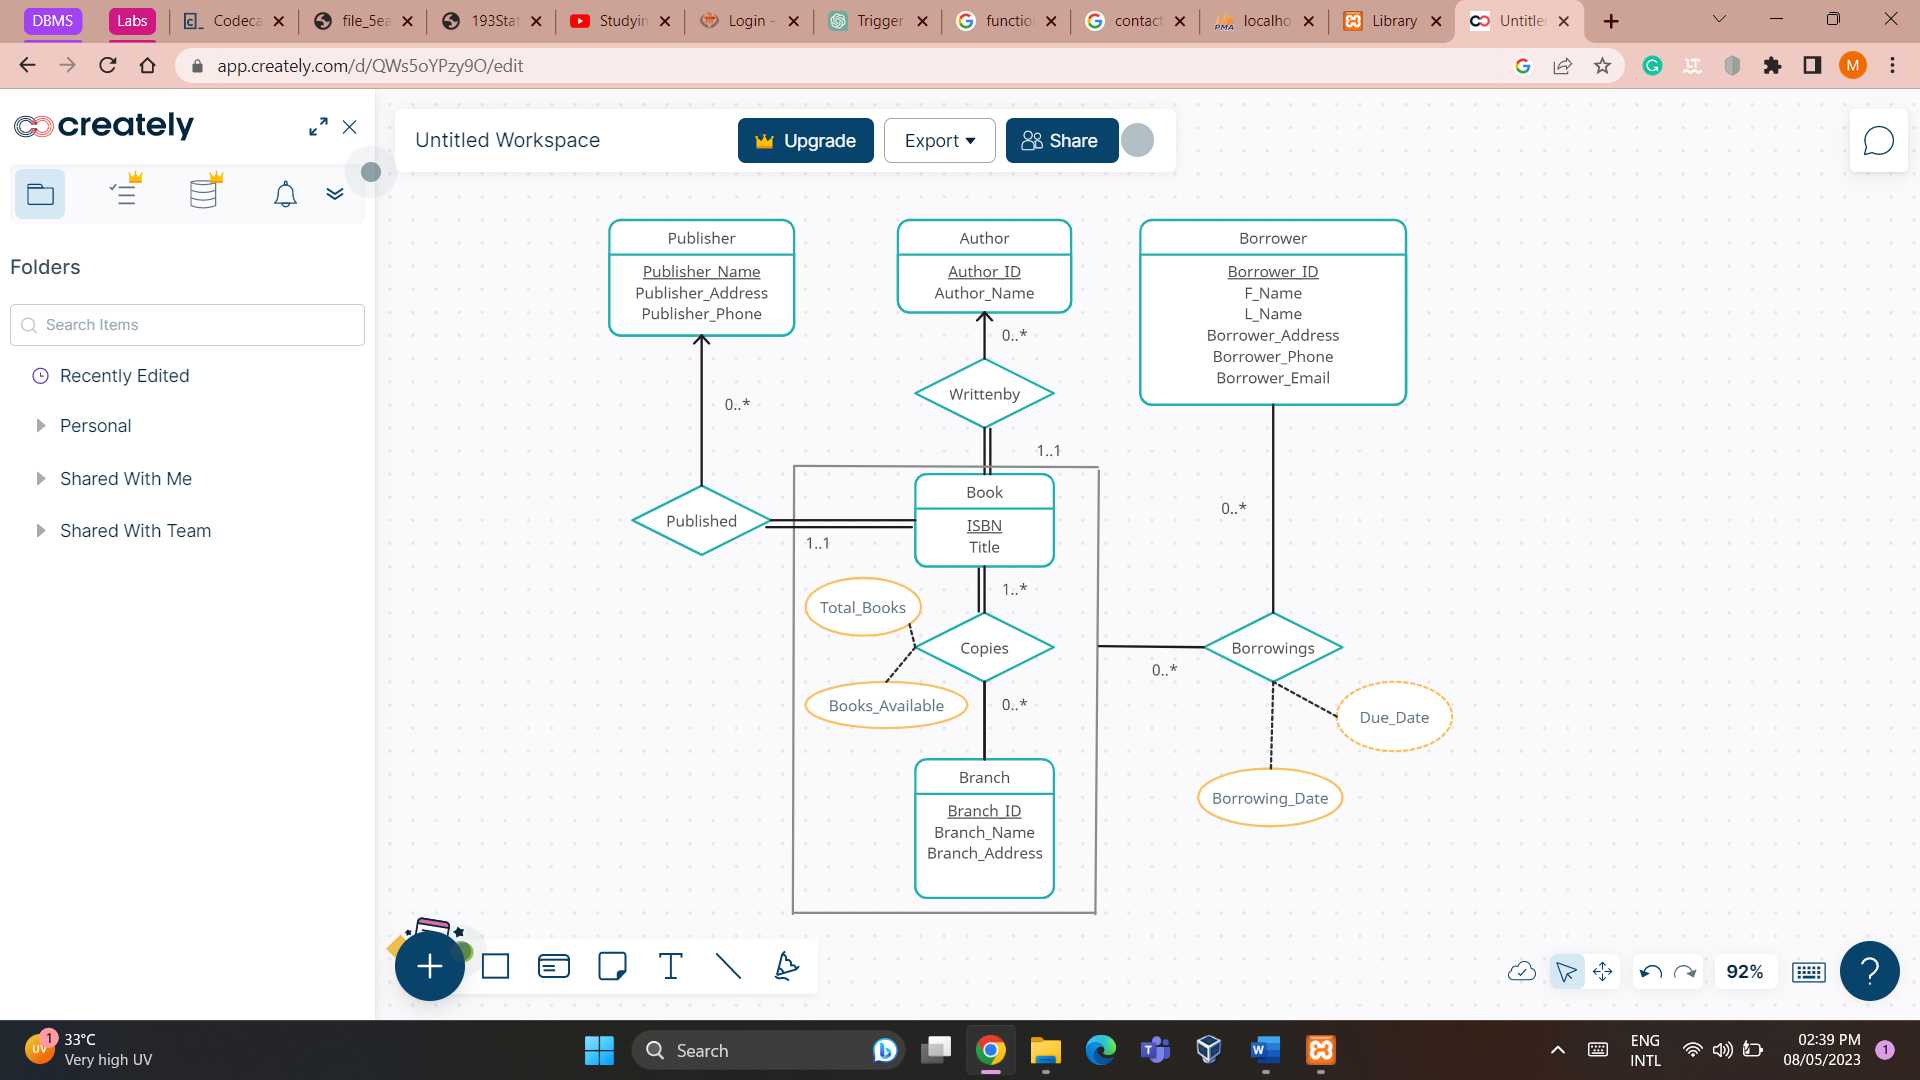 DBMS
Labs
Codeca
file_5ea
193Stat
Studyin
Login -
Trigger
functio
contact
localho
Library
Untitled
app.creately.com/d/QWs5oYPzy9O/edit
M
creately
Untitled Workspace
Upgrade
Export
Share
Folders
Search Items
Recently Edited
Personal
Shared With Me
Shared With Team
Publisher
Publisher_Name
Publisher_Address
Publisher_Phone
Author
Author_ID
Author_Name
Borrower
Borrower_ID
F_Name
L_Name
Borrower_Address
Borrower_Phone
Borrower_Email
0..*
0..*
Writtenby
1..1
0..*
Published
1..1
Book
ISBN
Title
1..*
Total_Books
Copies
Books_Available
0..*
0..*
Borrowings
Due_Date
Borrowing_Date
Branch
Branch_ID
Branch_Name
Branch_Address
T
92%
?
UV
1
33°C
Very high UV
Search
ENG
INTL
02:39 PM
08/05/2023
1